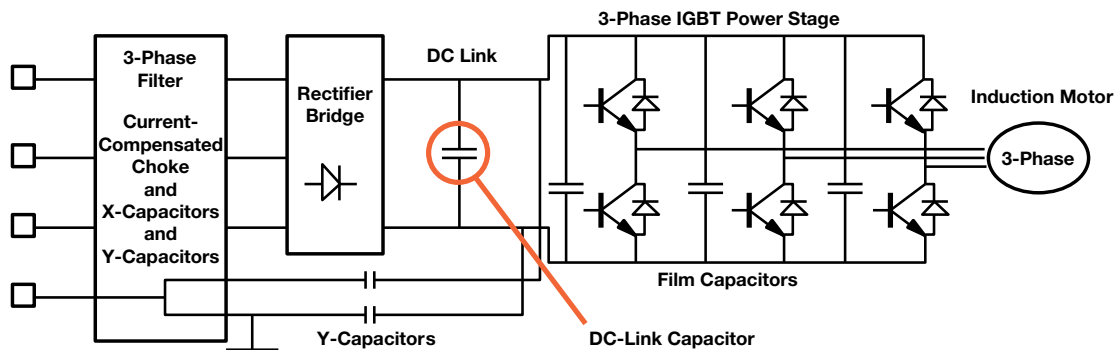 3-Phase IGBT Power Stage
3-Phase
Filter
Current-
Compensated
Choke
and
X-Capacitors
and
Y-Capacitors
Rectifier
Bridge
DC Link
Induction Motor
3-Phase
Film Capacitors
Y-Capacitors
DC-Link Capacitor